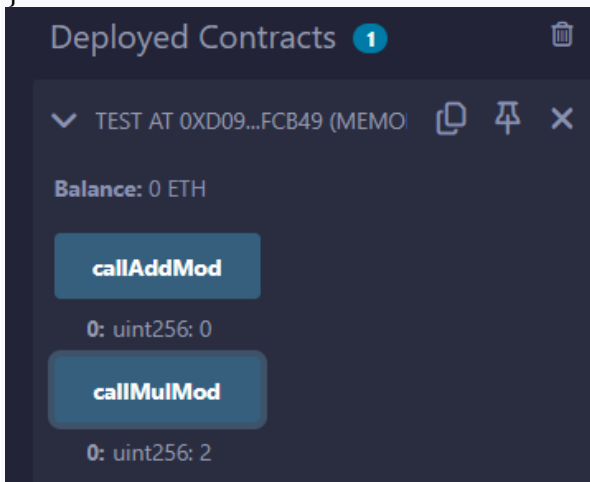 }
Deployed Contracts 1
TEST AT 0XD09...FCB49 (MEMO
Balance: 0 ETH
callAddMod
0: uint256: 0
callMulMod
0: uint256: 2